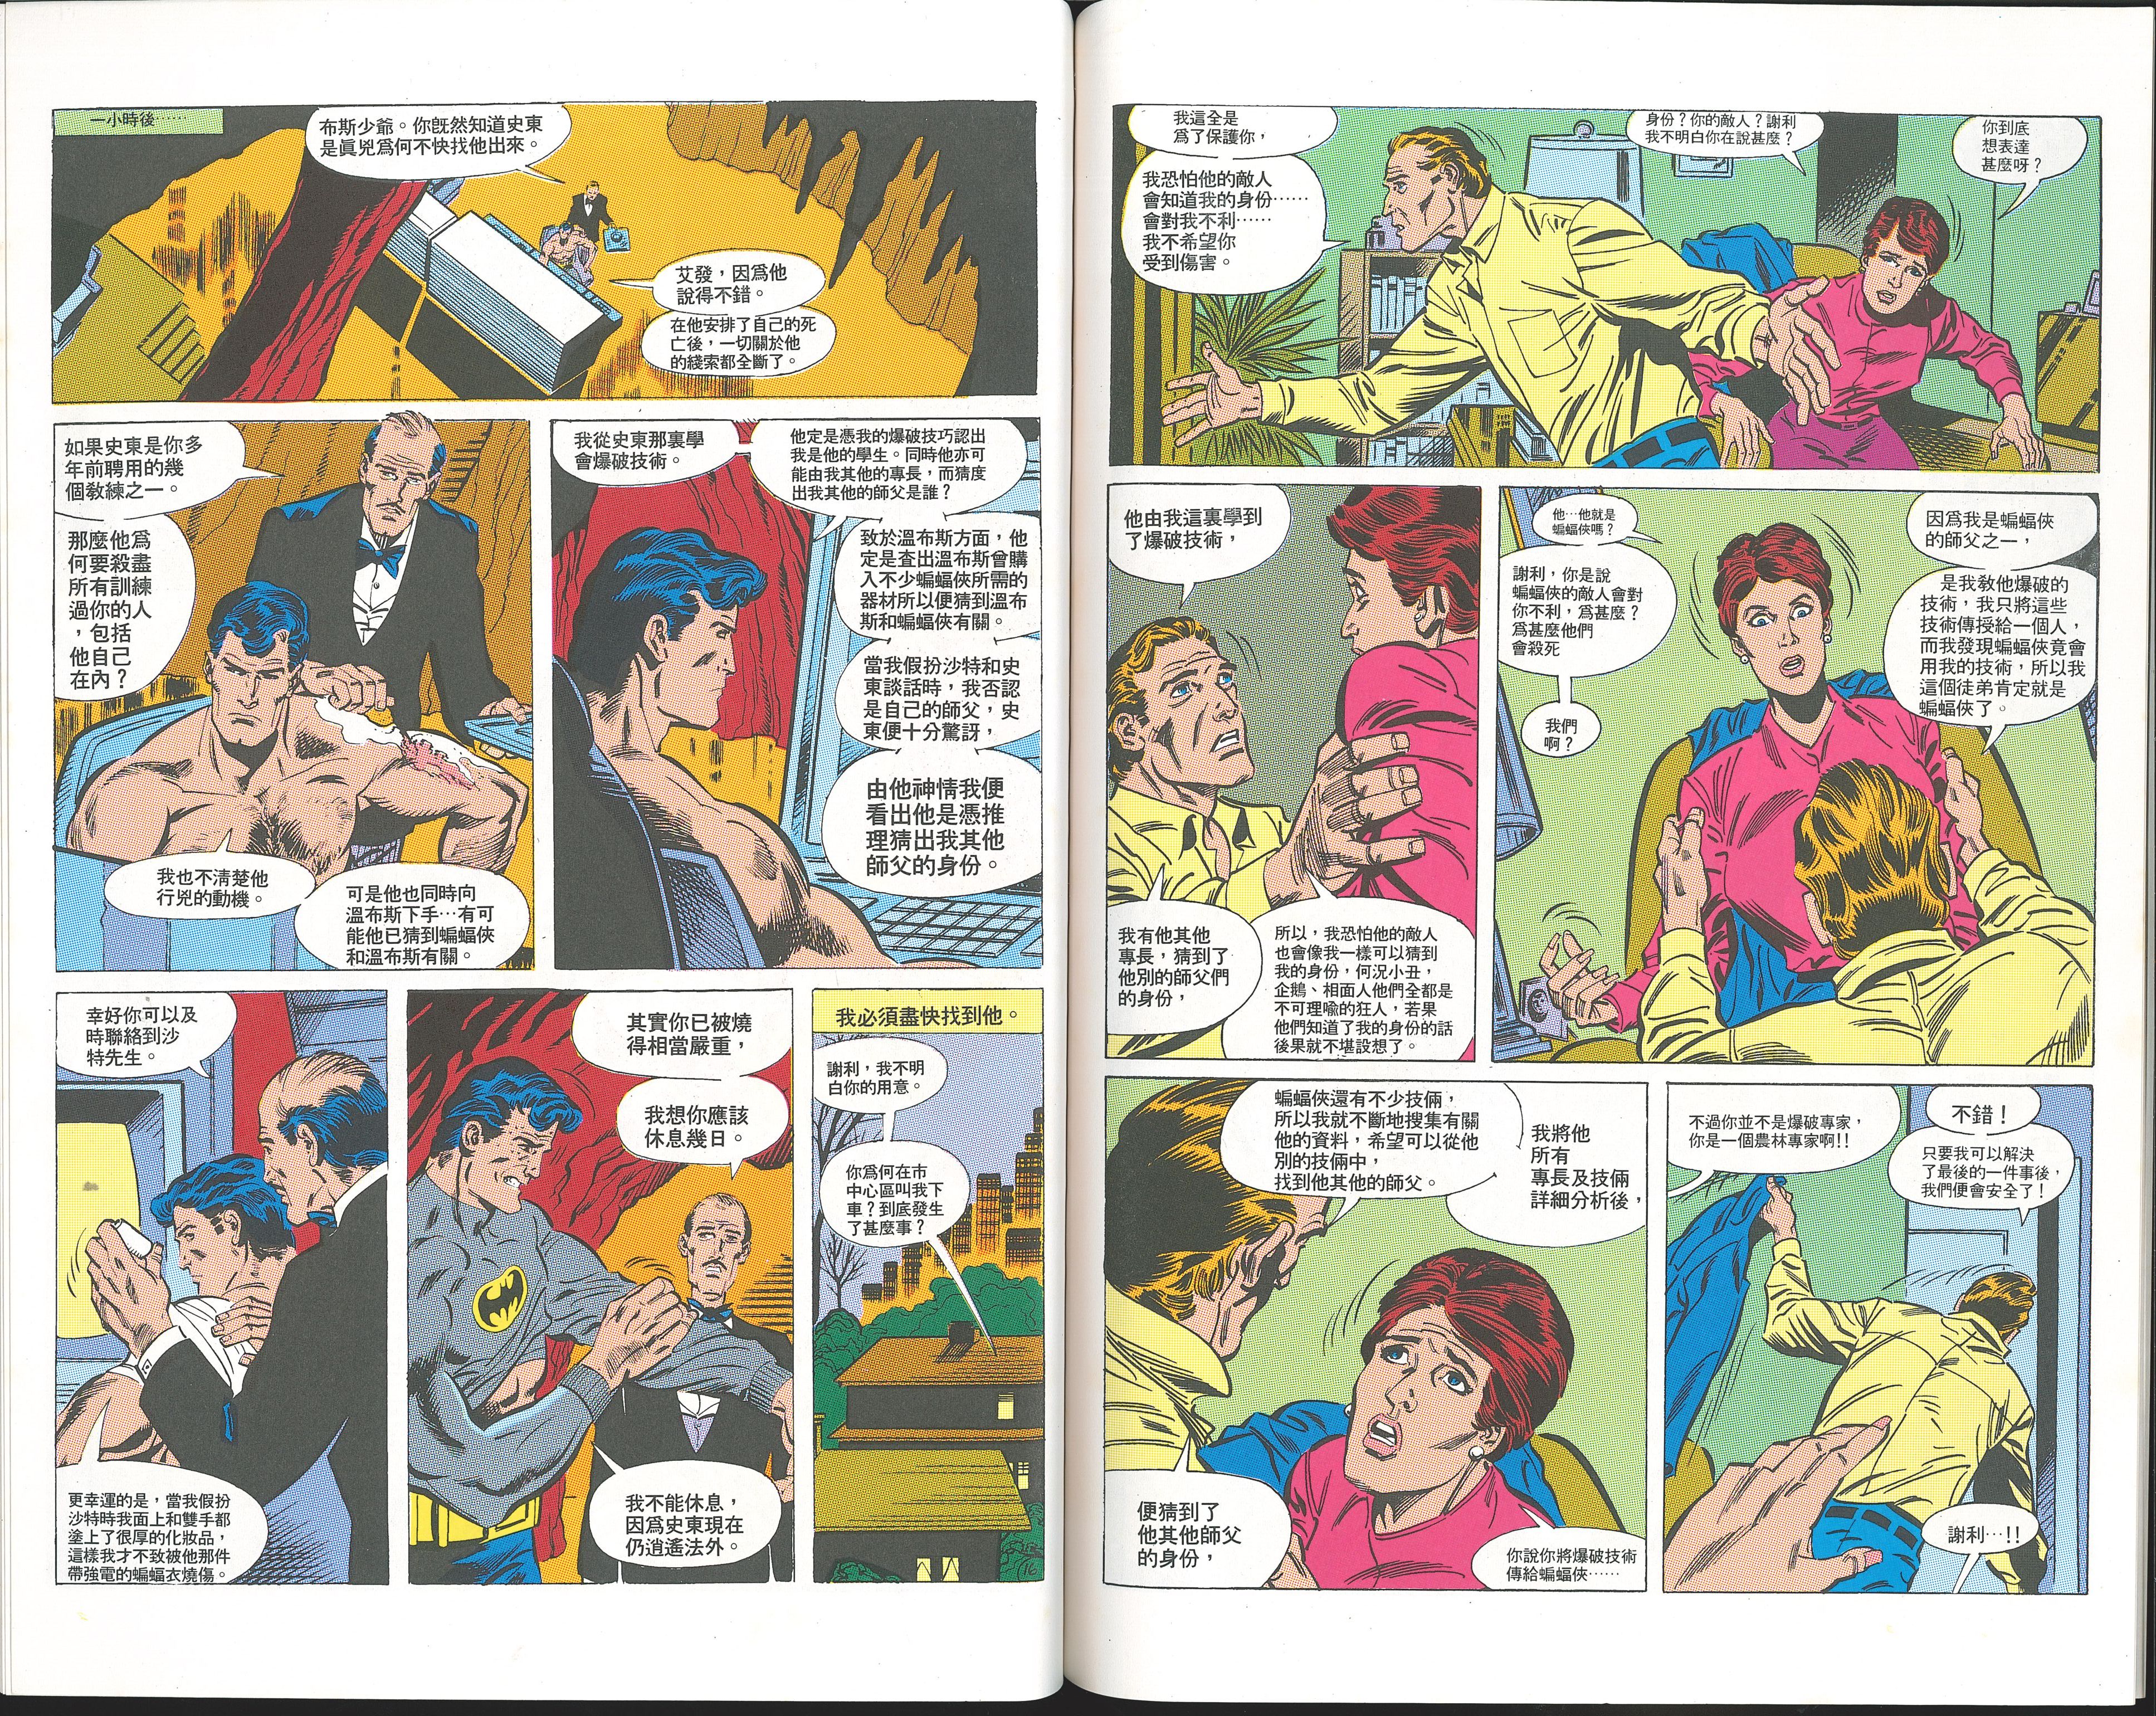 一小時後⋯⋯
布斯少爺。你旣然知道史東
是眞兇爲何不快找他出來。
艾發，因爲他
說得不錯。
在他安排了自己的死
亡後，一切關於他
的綫索都全斷了。
如果史東是你多
年前聘用的幾
個敎練之一。
那麼他爲
何要殺盡
所有訓練
過你的人
，包括
他自己
在內？
我也不淸楚他
行兇的動機。
可是他也同時向
溫布斯下手⋯有可
能他已猜到蝙蝠俠
和溫布斯有關。
我從史東那裏學
會爆破技術。
他定是憑我的爆破技巧認出
我是他的學生。同時他亦可
能由我其他的專長，而猜度
出我其他的師父是誰？
致於溫布斯方面，他
定是查出溫布斯曾購
入不少蝙蝠俠所需的
器材所以便猜到溫布
斯和蝙蝠俠有關。
當我假扮沙特和史
東談話時，我否認
是自己的師父，史
東便十分驚訝，
由他神情我便
看出他是憑推
理猜出我其他
師父的身份。
幸好你可以及
時聯絡到沙
特先生。
更幸運的是，當我假扮
沙特時我面上和雙手都
塗上了很厚的化妝品，
這樣我才不致被他那件
帶強電的蝙蝠衣燒傷。
其實你已被燒
得相當嚴重，
我想你應該
休息幾日。
我不能休息，
因爲史東現在
仍逍遙法外。
我必須盡快找到他。
謝利，我不明
白你的用意。
你爲何在市
中心區叫我下
車？到底發生
了甚麼事？
16
我這全是
爲了保護你，
我恐怕他的敵人
會知道我的身份⋯⋯
會對我不利⋯⋯
我不希望你
受到傷害。
身份？你的敵人？謝利
我不明白你在說甚麼？
你到底
想表達
甚麼呀？
他由我這裏學到
了爆破技術，
我有他其他
專長，猜到了
他別的師父們
的身份，
所以，我恐怕他的敵人
也會像我一樣可以猜到
我的身份，何況小丑，
企鵝、相面人他們全都是
不可理喩的狂人，若果
他們知道了我的身份的話
後果就不堪設想了。
他⋯他就是
蝙蝠俠嗎？
謝利，你是說
蝙蝠俠的敵人會對
你不利，爲甚麼？
爲甚麼他們
會殺死
我們
啊？
因爲我是蝙蝠俠
的師父之一，
是我敎他爆破的
技術，我只將這些
技術傳授給一個人，
而我發現蝙蝠俠竟會
用我的技術，所以我
這個徒弟肯定就是
蝙蝠俠了。
蝙蝠俠還有不少技倆，
所以我就不斷地搜集有關
他的資料，希望可以從他
別的技倆中，
找到他其他的師父。
我將他
所有
專長及技倆
詳細分析後，
便猜到了
他其他師父
的身份，
你說你將爆破技術
傳給蝙蝠俠⋯⋯
不過你並不是爆破專家，
你是一個農林專家啊!!
不錯！
只要我可以解決
了最後的一件事後，
我們便會安全了！
謝利⋯!!